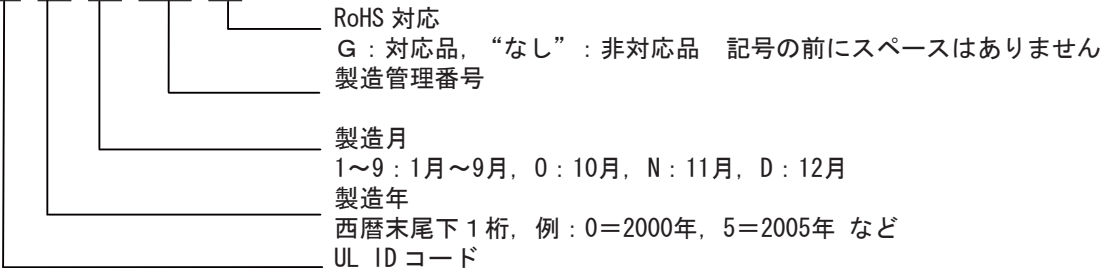 RoHS 対応
G：対応品，“なし”：非対応品　記号の前にスペースはありません
製造管理番号
製造月
1～9：1月～9月，O：10月，N：11月，D：12月
製造年
西暦末尾下１桁，例：0＝2000年，5＝2005年 など
UL IDコード